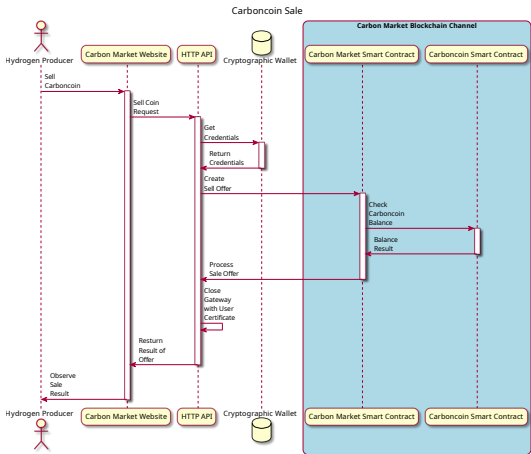 Carboncoin Sale
Carbon Market Blockchain Channel
Hydrogen Producer
Carbon Market Website
HTTP API
Cryptographic Wallet
Carbon Market Smart Contract
Carboncoin Smart Contract
Sell
Carboncoin
Sell Coin
Request
Get
Credentials
Return
Credentials
Create
Sell Offer
Check
Carboncoin
Balance
Balance
Result
Process
Sale Offer
Close
Gateway
with User
Certificate
Resturn
Result of
Offer
Observe
Sale
Result
Hydrogen Producer
Carbon Market Website
HTTP API
Cryptographic Wallet
Carbon Market Smart Contract
Carboncoin Smart Contract